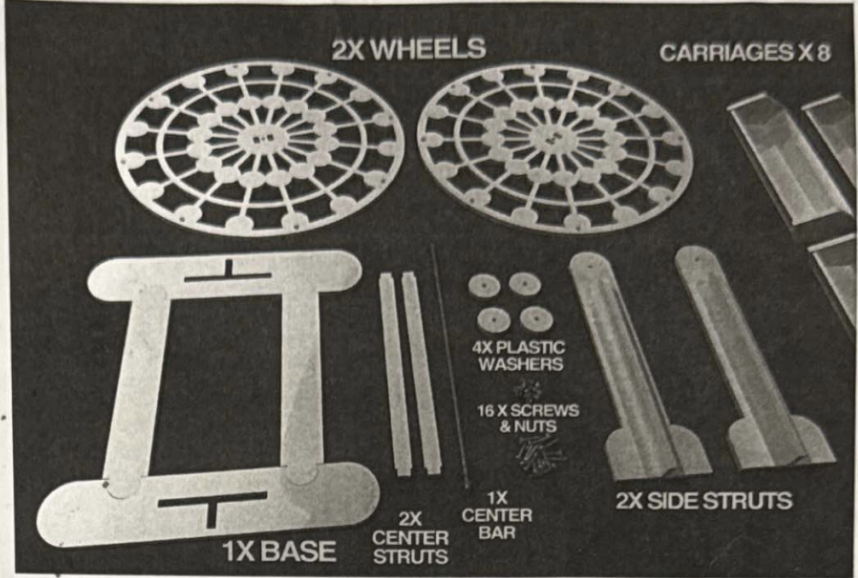 2X WHEELS
CARRIAGES X 8
4X PLASTIC
WASHERS
16 X SCREWS
& NUTS
1X BASE
2X
CENTER
STRUTS
1X
CENTER
BAR
2X SIDE STRUTS